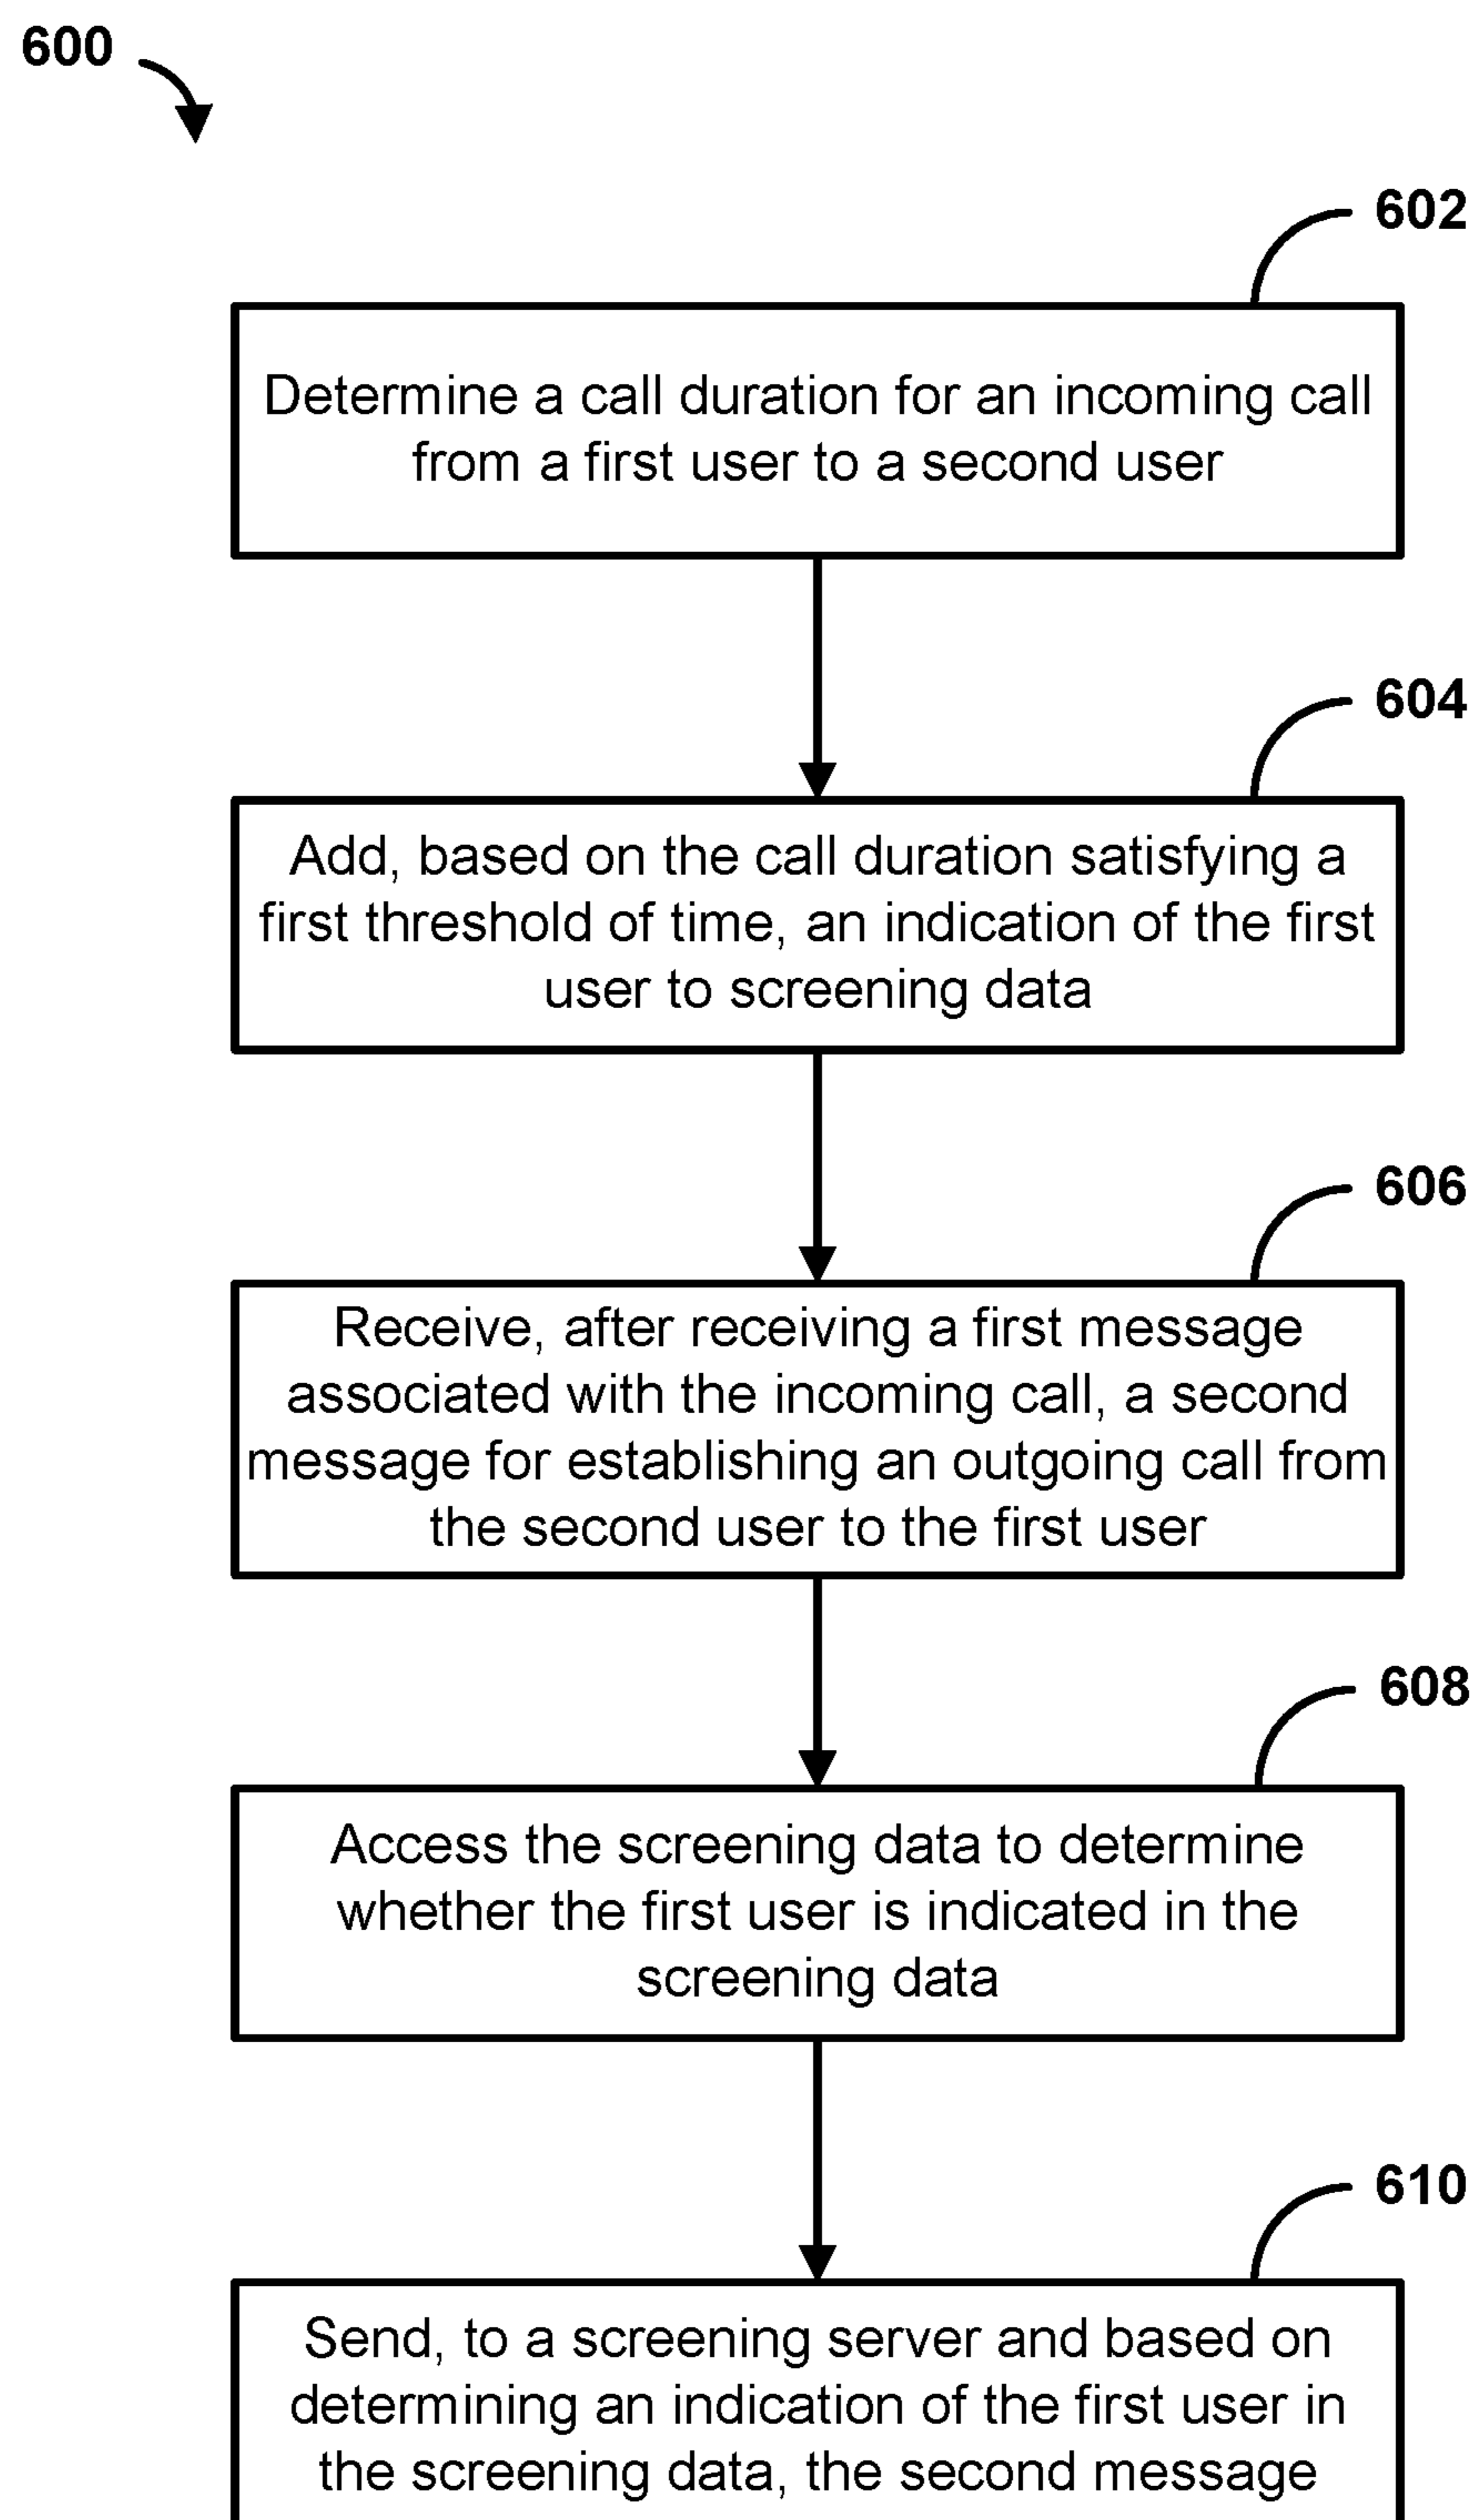 600
602
Determine a call duration for an incoming call
from a first user to a second user
604
Add, based on the call duration satisfying a
first threshold of time, an indication of the first
user to screening data
606
Receive, after receiving a first message
associated with the incoming call, a second
message for establishing an outgoing call from
the second user to the first user
608
Access the screening data to determine
whether the first user is indicated in the
screening data
610
Send, to a screening server and based on
determining an indication of the first user in
the screening data, the second message